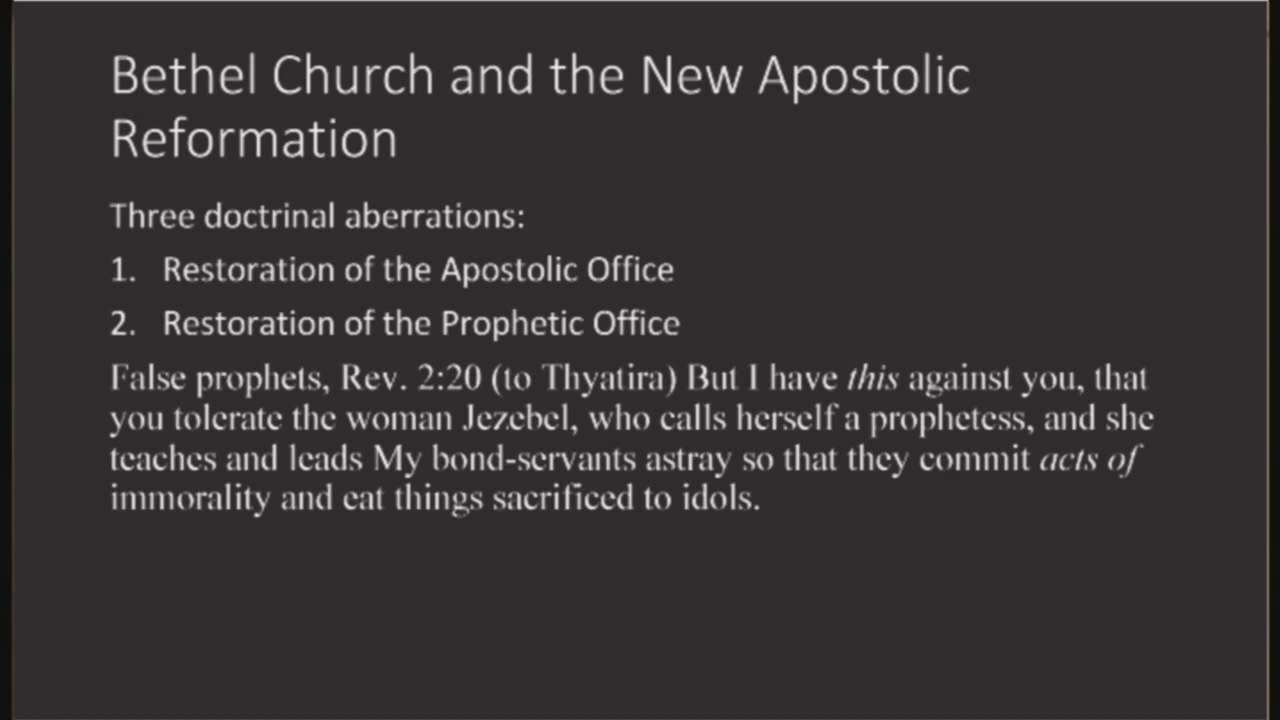 Bethel Church and the New Apostolic
Reformation
Three doctrinal aberrations:
1. Restoration of the Apostolic Office
2. Restoration of the Prophetic Office
False prophets, Rev. 2:20 (to Thyatira) But I have this against you, that
you tolerate the woman Jezebel, who calls herself a prophetess, and she
teaches and leads My bond-servants astray so that they commit acts of
immorality and eat things sacrificed to idols.